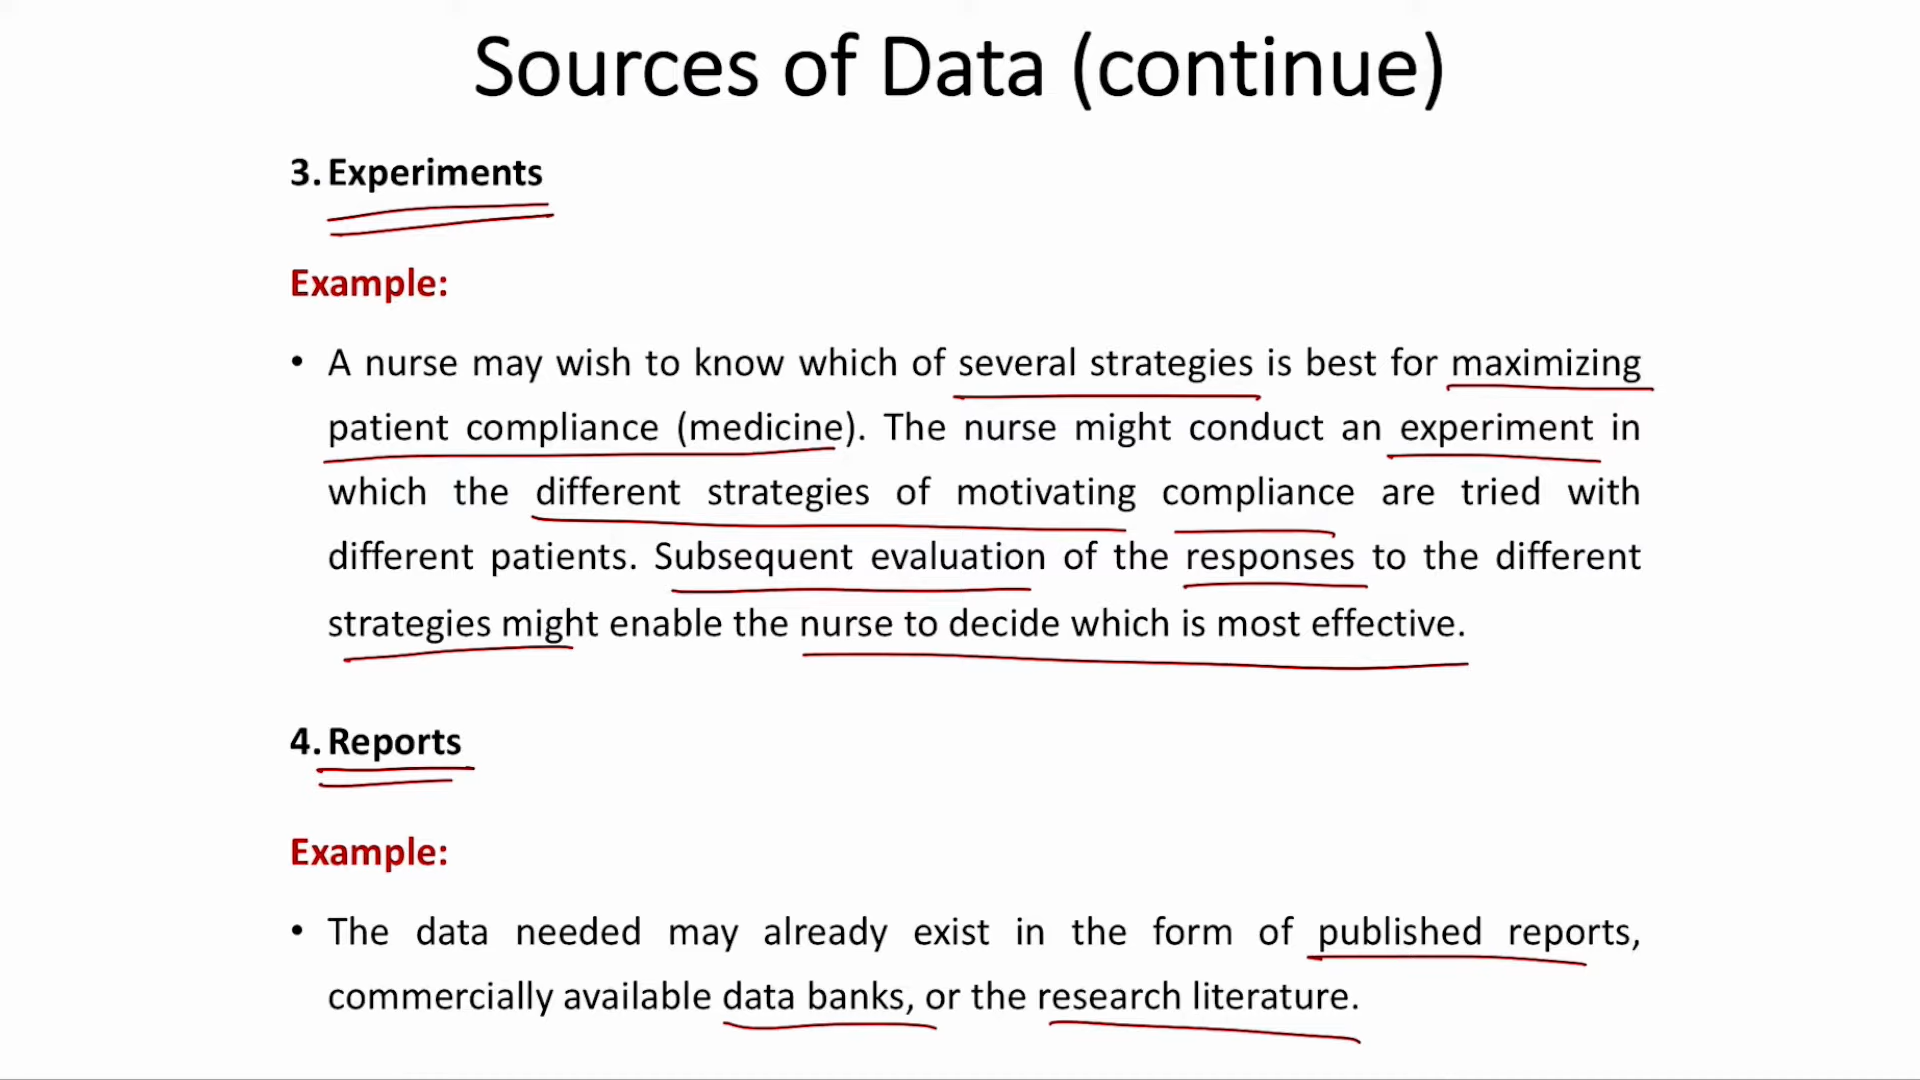 Sources of Data (continue)
3. Experiments
Example:
• A nurse may wish to know which of several strategies is best for maximizing
patient compliance (medicine). The nurse might conduct an experiment in
which the different strategies of motivating compliance are tried with
different patients. Subsequent evaluation of the responses to the different
strategies might enable the nurse to decide which is most effective.
4. Reports
Example:
• The data needed may already exist in the form of published reports,
commercially available data banks, or the research literature.